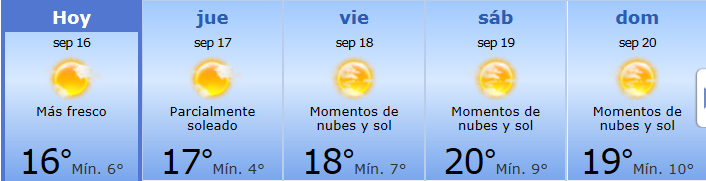 Hoy
sep 16
Más fresco
16° Mín. 6°
jue
sep 17
Parcialmente
soleado
17° Mín. 4°
vie
sep 18
Momentos de
nubes y sol
18° Mín. 7°
sáb
sep 19
Momentos de
nubes y sol
20° Mín. 9°
dom
sep 20
Momentos de
nubes y sol
19° Mín. 10°